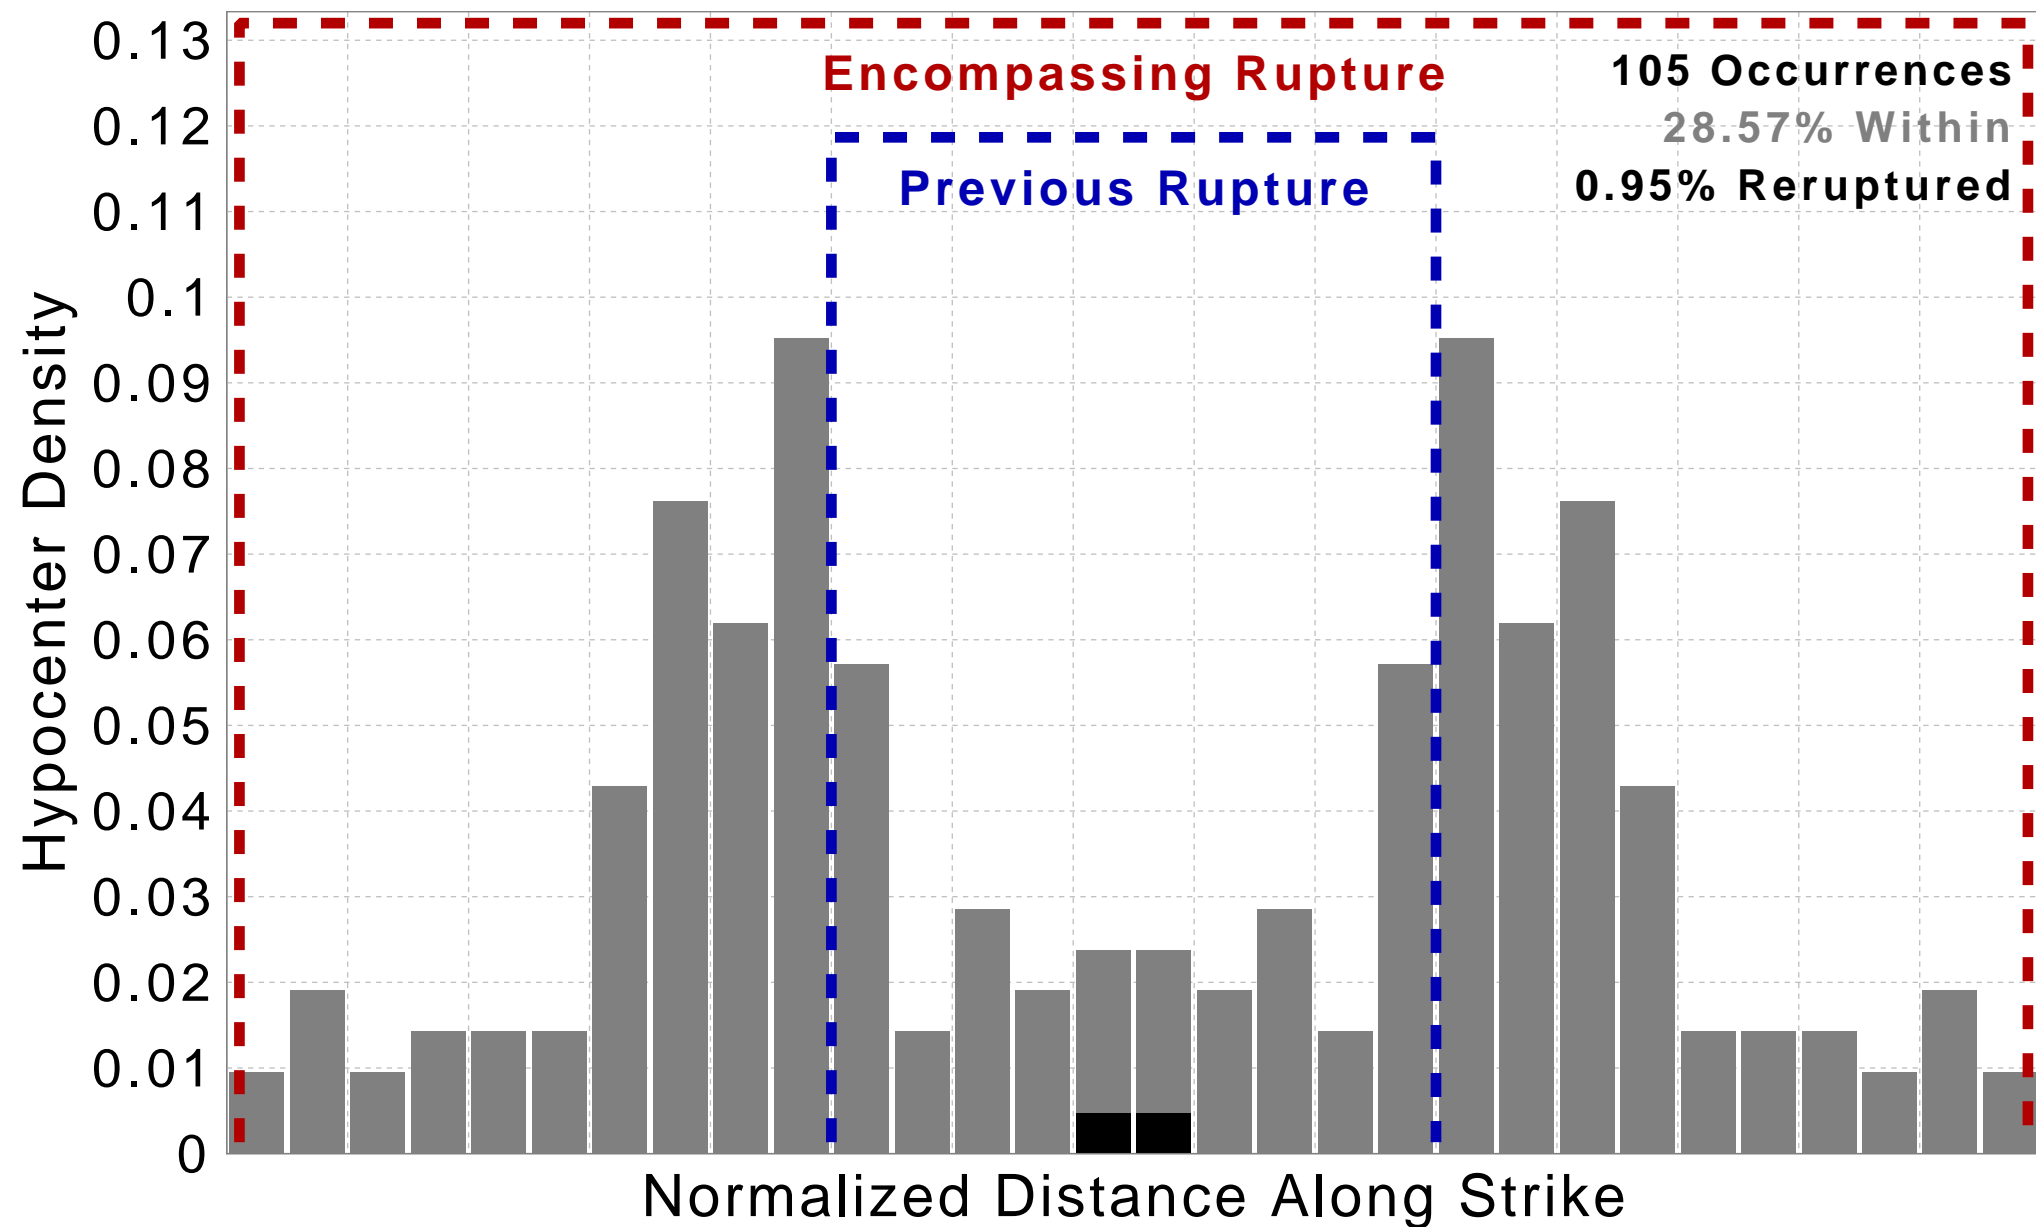 0.13
0.12
0.11
0.1
0.09
0.08
0.07
0.06
0.05
0.04
0.03
0.02
0.01
0
Hypocenter Density
Encompassing Rupture
Previous Rupture
105 Occurrences
28.57% Within
0.95% Reruptured
Normalized Distance Along Strike